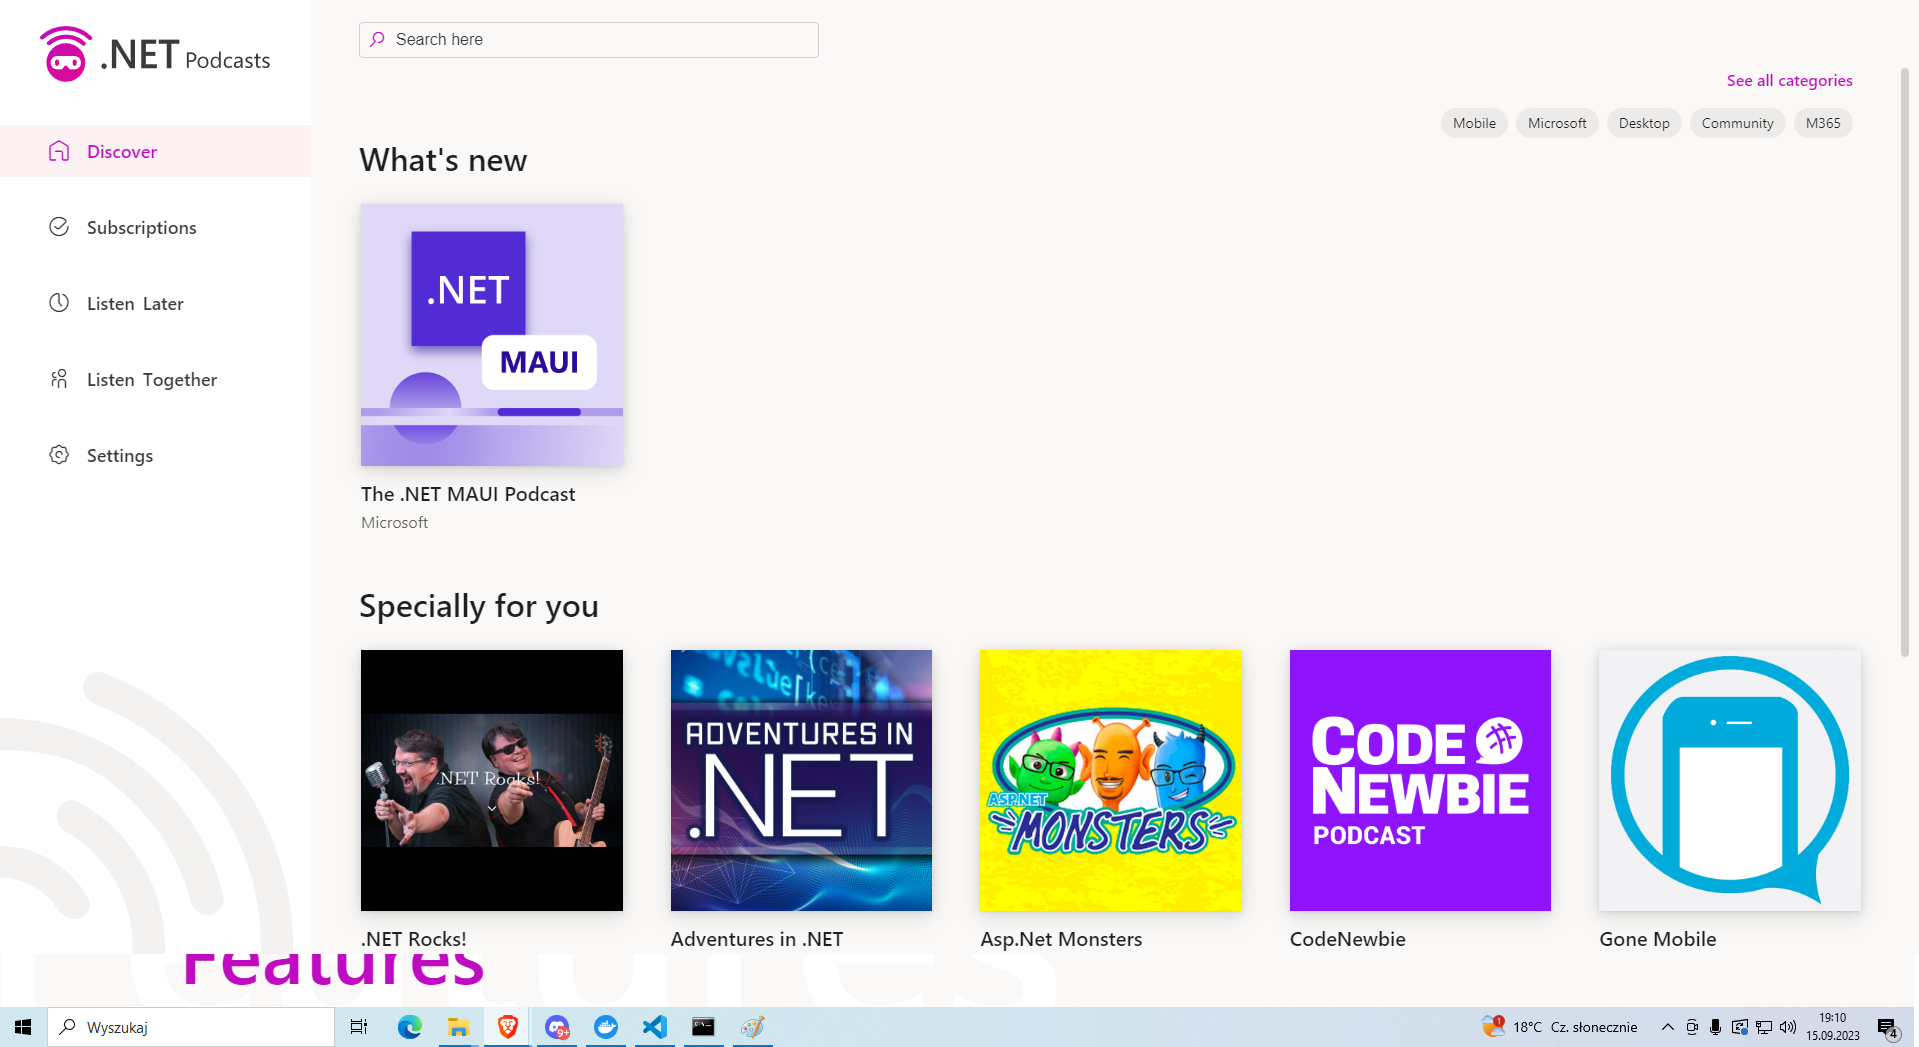 .NET Podcasts
Search here
See all categories
Mobile
Microsoft
Desktop
Community
M365
Discover
Subscriptions
Listen Later
Listen Together
Settings
What's new
.NET
MAUI
The .NET MAUI Podcast
Microsoft
Specially for you
.NET Rocks!
ADVENTURES IN
.NET
ASP.NET
MONSTERS
CODE
NEWBIE
PODCAST
.NET Rocks!
Adventures in .NET
Asp.Net Monsters
CodeNewbie
Gone Mobile
Features
Wyszukaj
9+
1
18°C Cz. słonecznie
19:10
15.09.2023
4